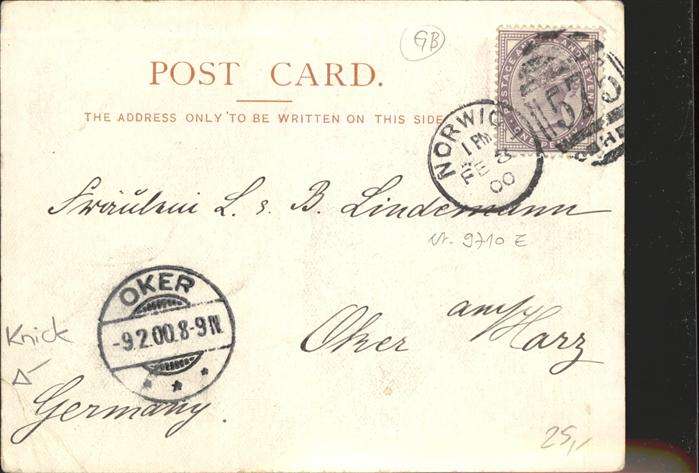 GB
POST CARD.
THE ADDRESS ONLY TO BE WRITTEN ON THIS SIDE
NORWICH
1 PM
FE 8
00
Fräulein L. & B. Lindemann
Nr. 9710 E
OKER
-9.2.00.8-9N
Oker am Harz
Knick
Germany.
25,-